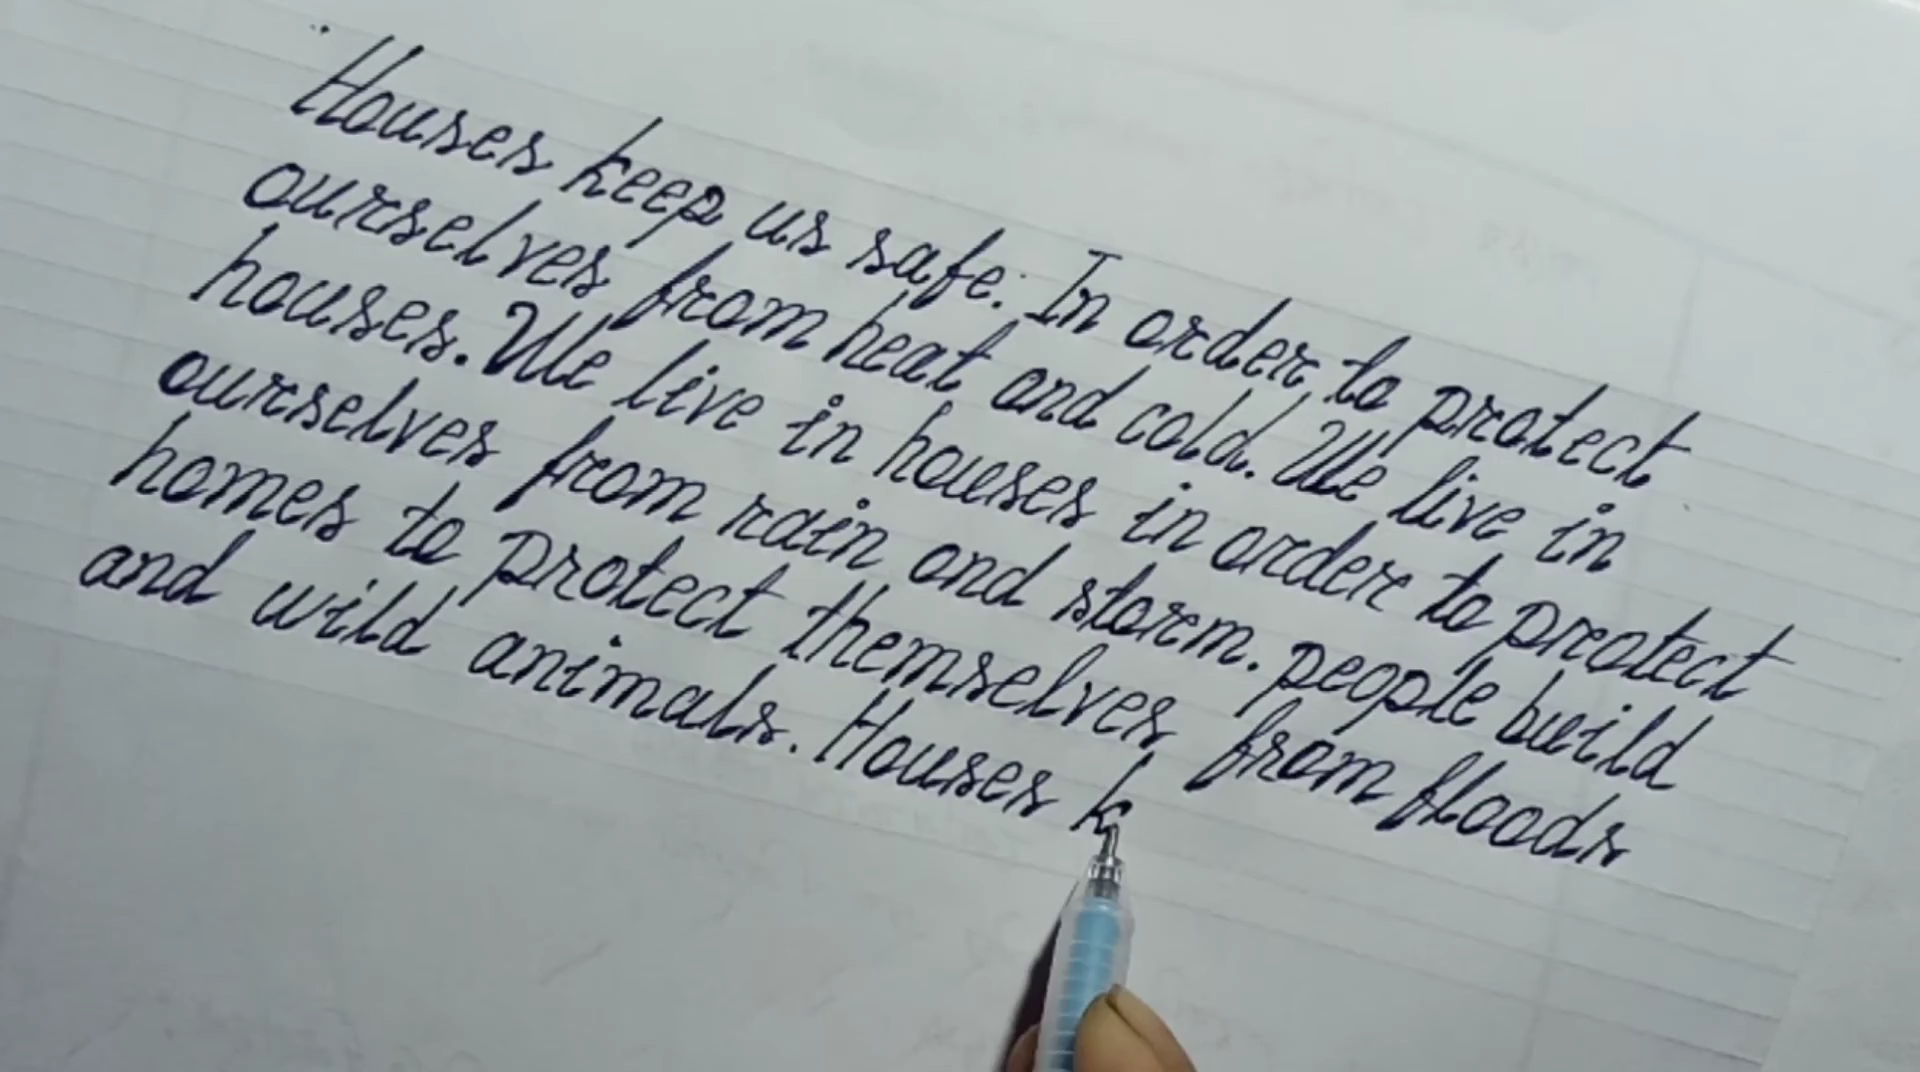 Houses keep us safe. In order to protect
ourselves from heat and cold. We live in
houses. We live in houses in order to protect
ourselves from rain and storm. people build
homes to protect themselves from floods
and wild animals. Houses k